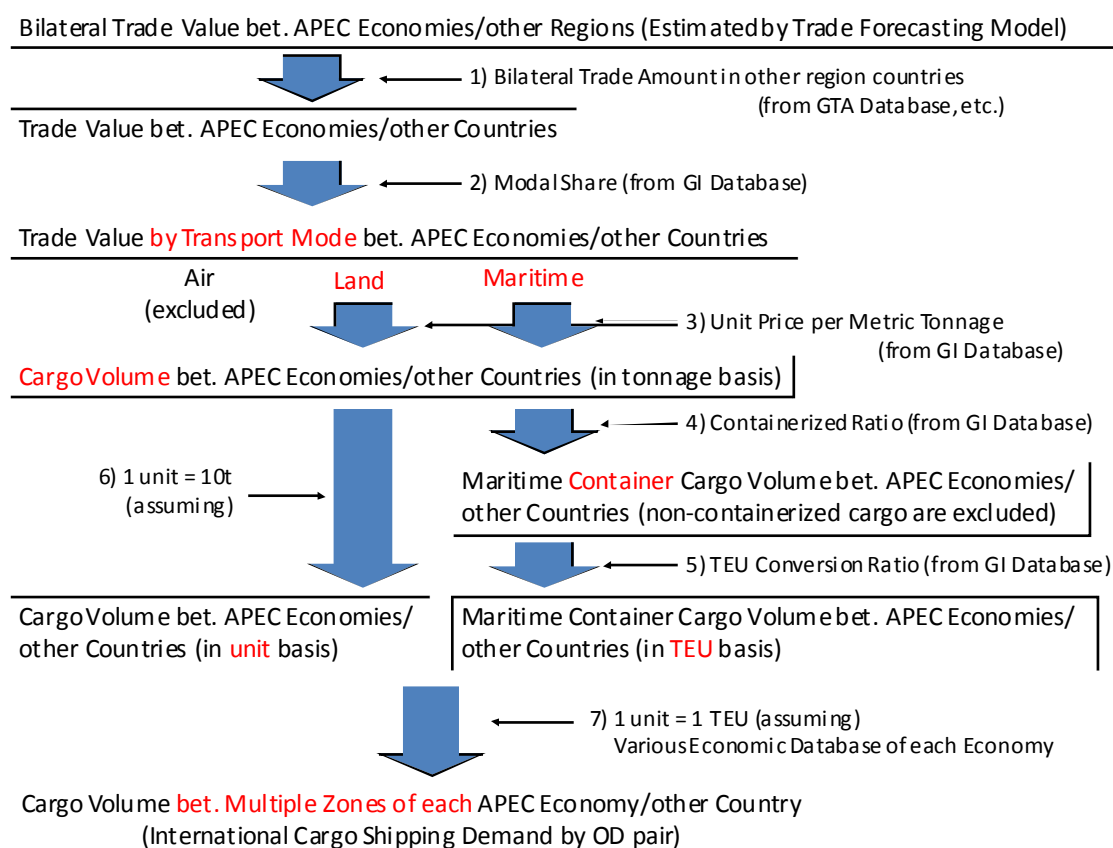 Bilateral Trade Value bet. APEC Economies/other Regions (Estimated by Trade Forecasting Model)
1) Bilateral Trade Amount in other region countries
(from GTA Database, etc.)
Trade Value bet. APEC Economies/other Countries
2) Modal Share (from GI Database)
Trade Value by Transport Mode bet. APEC Economies/other Countries
Air
(excluded)
Land
Maritime
3) Unit Price per Metric Tonnage
(from GI Database)
Cargo Volume bet. APEC Economies/other Countries (in tonnage basis)
4) Containerized Ratio (from GI Database)
6) 1 unit = 10t
(assuming)
Maritime Container Cargo Volume bet. APEC Economies/
other Countries (non-containerized cargo are excluded)
5) TEU Conversion Ratio (from GI Database)
Cargo Volume bet. APEC Economies/
other Countries (in unit basis)
Maritime Container Cargo Volume bet. APEC Economies/
other Countries (in TEU basis)
7) 1 unit = 1 TEU (assuming)
Various Economic Database of each Economy
Cargo Volume bet. Multiple Zones of each APEC Economy/other Country
(International Cargo Shipping Demand by OD pair)